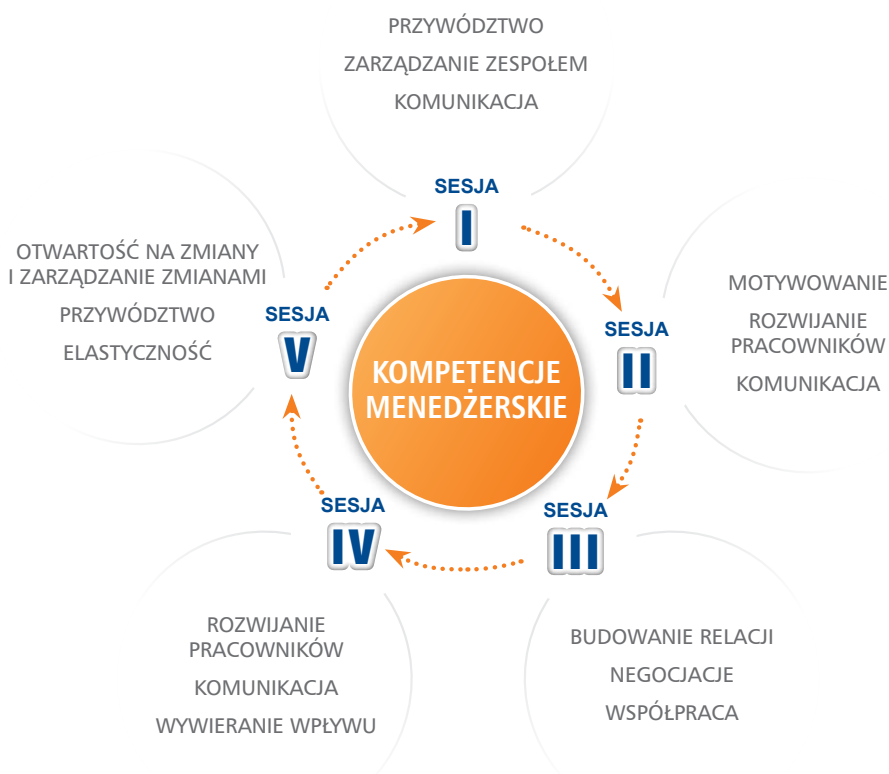 PRZYWÓDZTWO
ZARZĄDZANIE ZESPOŁEM
KOMUNIKACJA
SESJA
I
MOTYWOWANIE
ROZWIJANIE
PRACOWNIKÓW
KOMUNIKACJA
SESJA
II
BUDOWANIE RELACJI
NEGOCJACJE
WSPÓŁPRACA
SESJA
III
ROZWIJANIE
PRACOWNIKÓW
KOMUNIKACJA
WYWIERANIE WPŁYWU
SESJA
IV
OTWARTOŚĆ NA ZMIANY
I ZARZĄDZANIE ZMIANAMI
PRZYWÓDZTWO
ELASTYCZNOŚĆ
SESJA
V
KOMPETENCJE
MENEDŻERSKIE